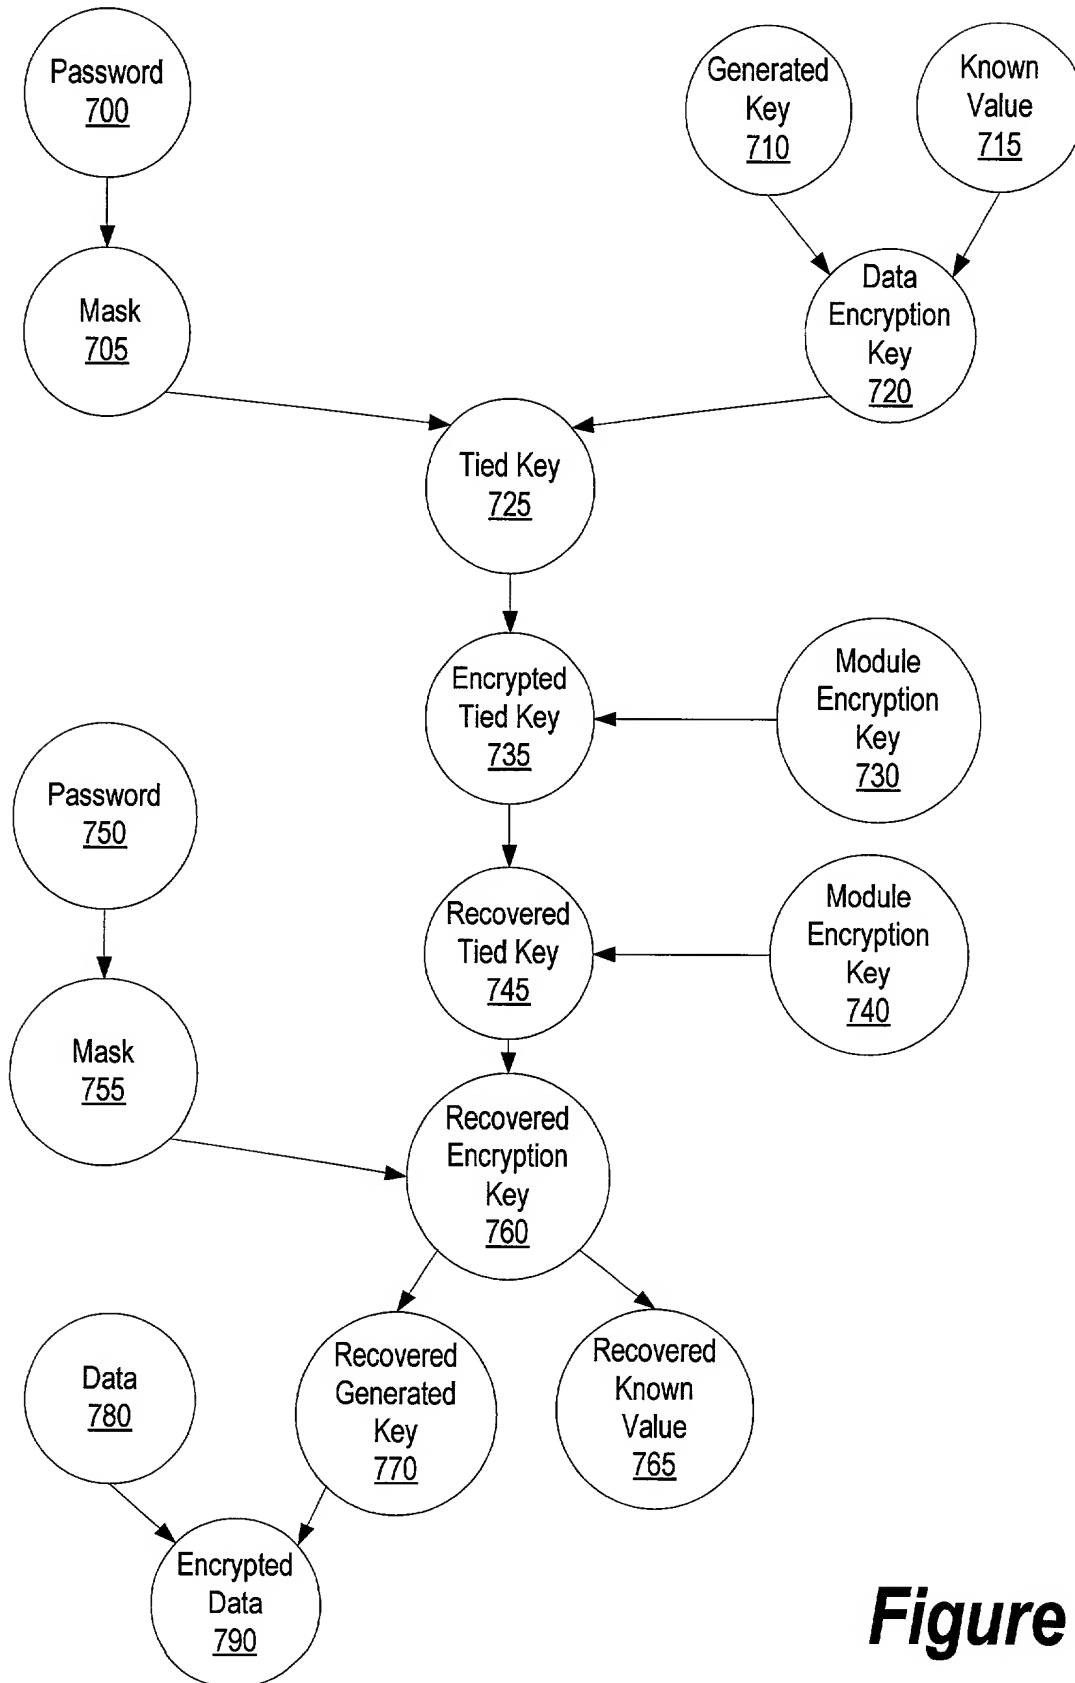 Password
700
Generated
Key
710
Known
Value
715
Mask
705
Data
Encryption
Key
720
Tied Key
725
Encrypted
Tied Key
735
Module
Encryption
Key
730
Password
750
Recovered
Tied Key
745
Module
Encryption
Key
740
Mask
755
Recovered
Encryption
Key
760
Data
780
Recovered
Generated
Key
770
Recovered
Known
Value
765
Encrypted
Data
790
Figure